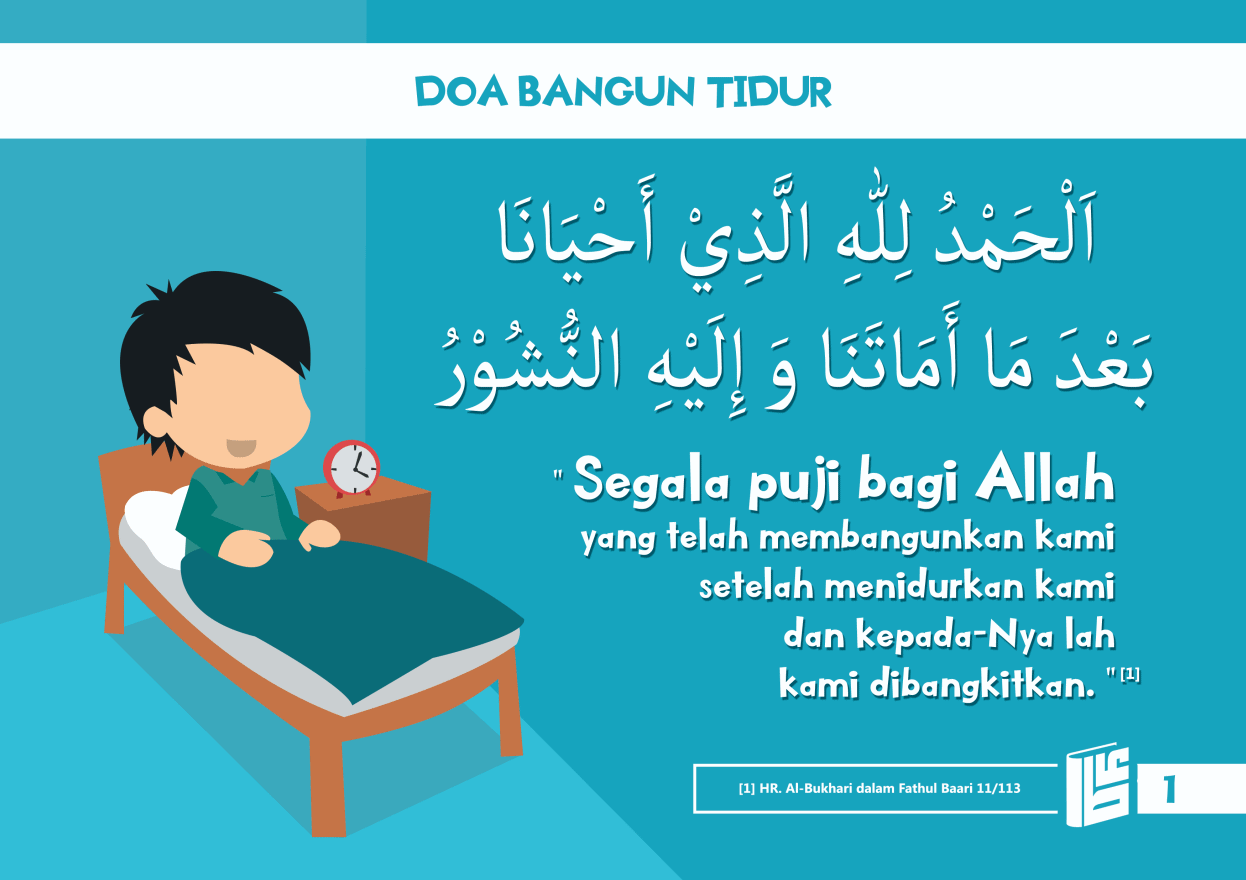 DOA BANGUN TIDUR
اَلْحَمْدُ لِلّٰهِ الَّذِيْ أَحْيَانَا
بَعْدَ مَا أَمَاتَنَا وَ إِلَيْهِ النُّشُوْرُ
" Segala puji bagi Allah
yang telah membangunkan kami
setelah menidurkan kami
dan kepada-Nya lah
kami dibangkitkan. " [1]
[1] HR. Al-Bukhari dalam Fathul Baari 11/113
1